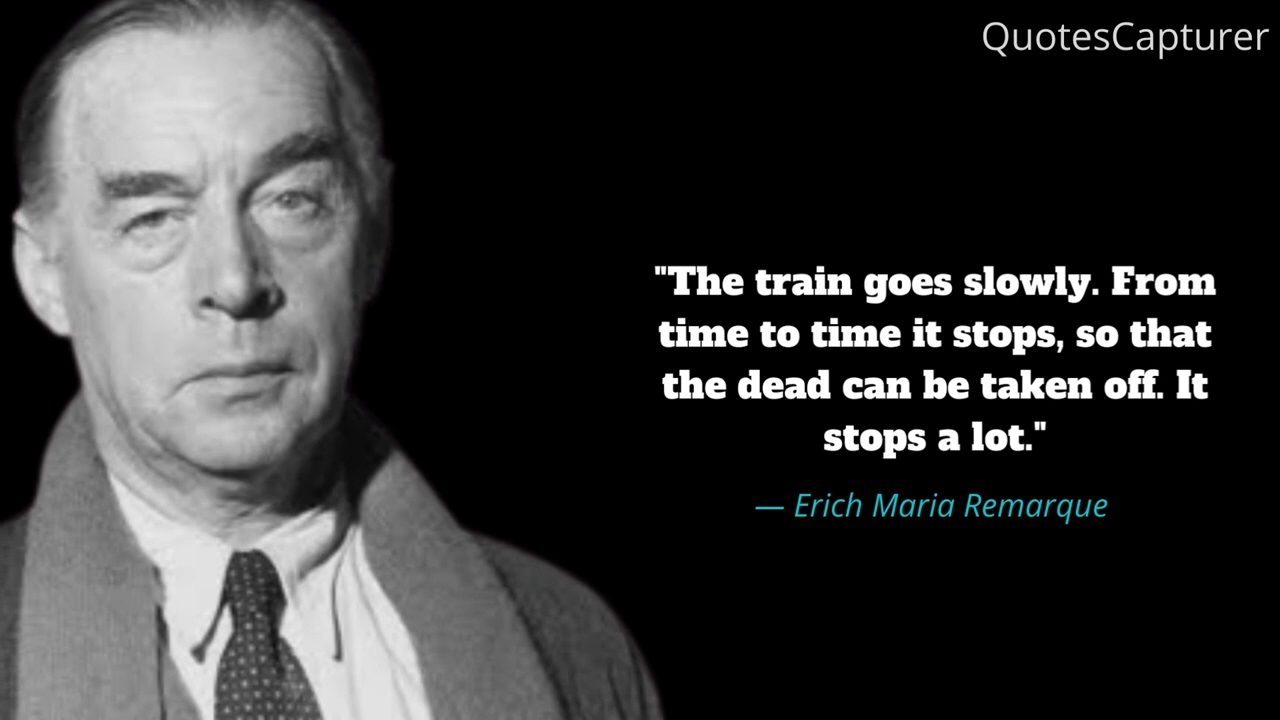 QuotesCapturer
"The train goes slowly. From
time to time it stops, so that
the dead can be taken off. It
stops a lot."
— Erich Maria Remarque